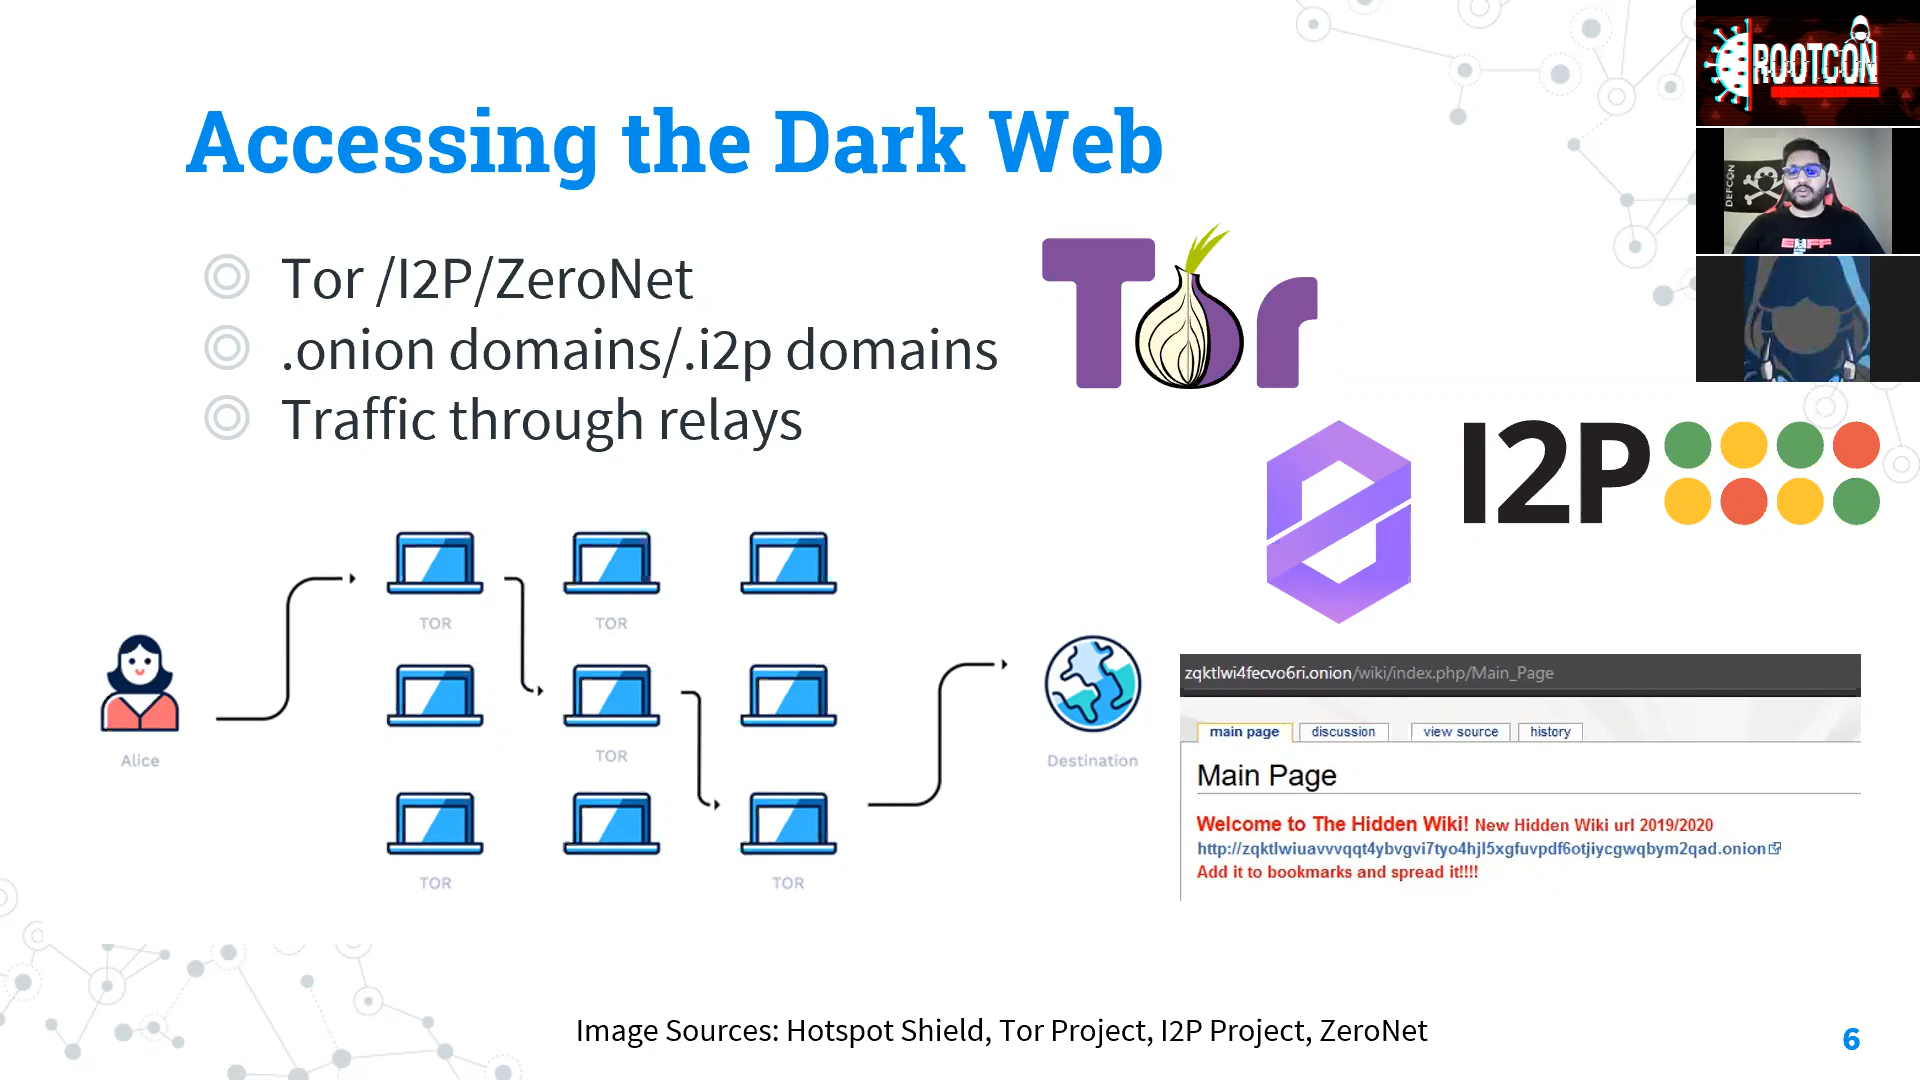 Accessing the Dark Web
Tor /I2P/ZeroNet
.onion domains/.i2p domains
Traffic through relays
Tor
I2P
ROOTCON
DEFCON
TOR
TOR
TOR
TOR
TOR
Alice
Destination
zqktlwi4fecvo6ri.onion/wiki/index.php/Main_Page
main page
discussion
view source
history
Main Page
Welcome to The Hidden Wiki! New Hidden Wiki url 2019/2020
http://zqktlwiuavvvqqt4ybvgvi7tyo4hjl5xgfuvpdf6otjiycgwqbym2qad.onion
Add it to bookmarks and spread it!!!!
Image Sources: Hotspot Shield, Tor Project, I2P Project, ZeroNet
6